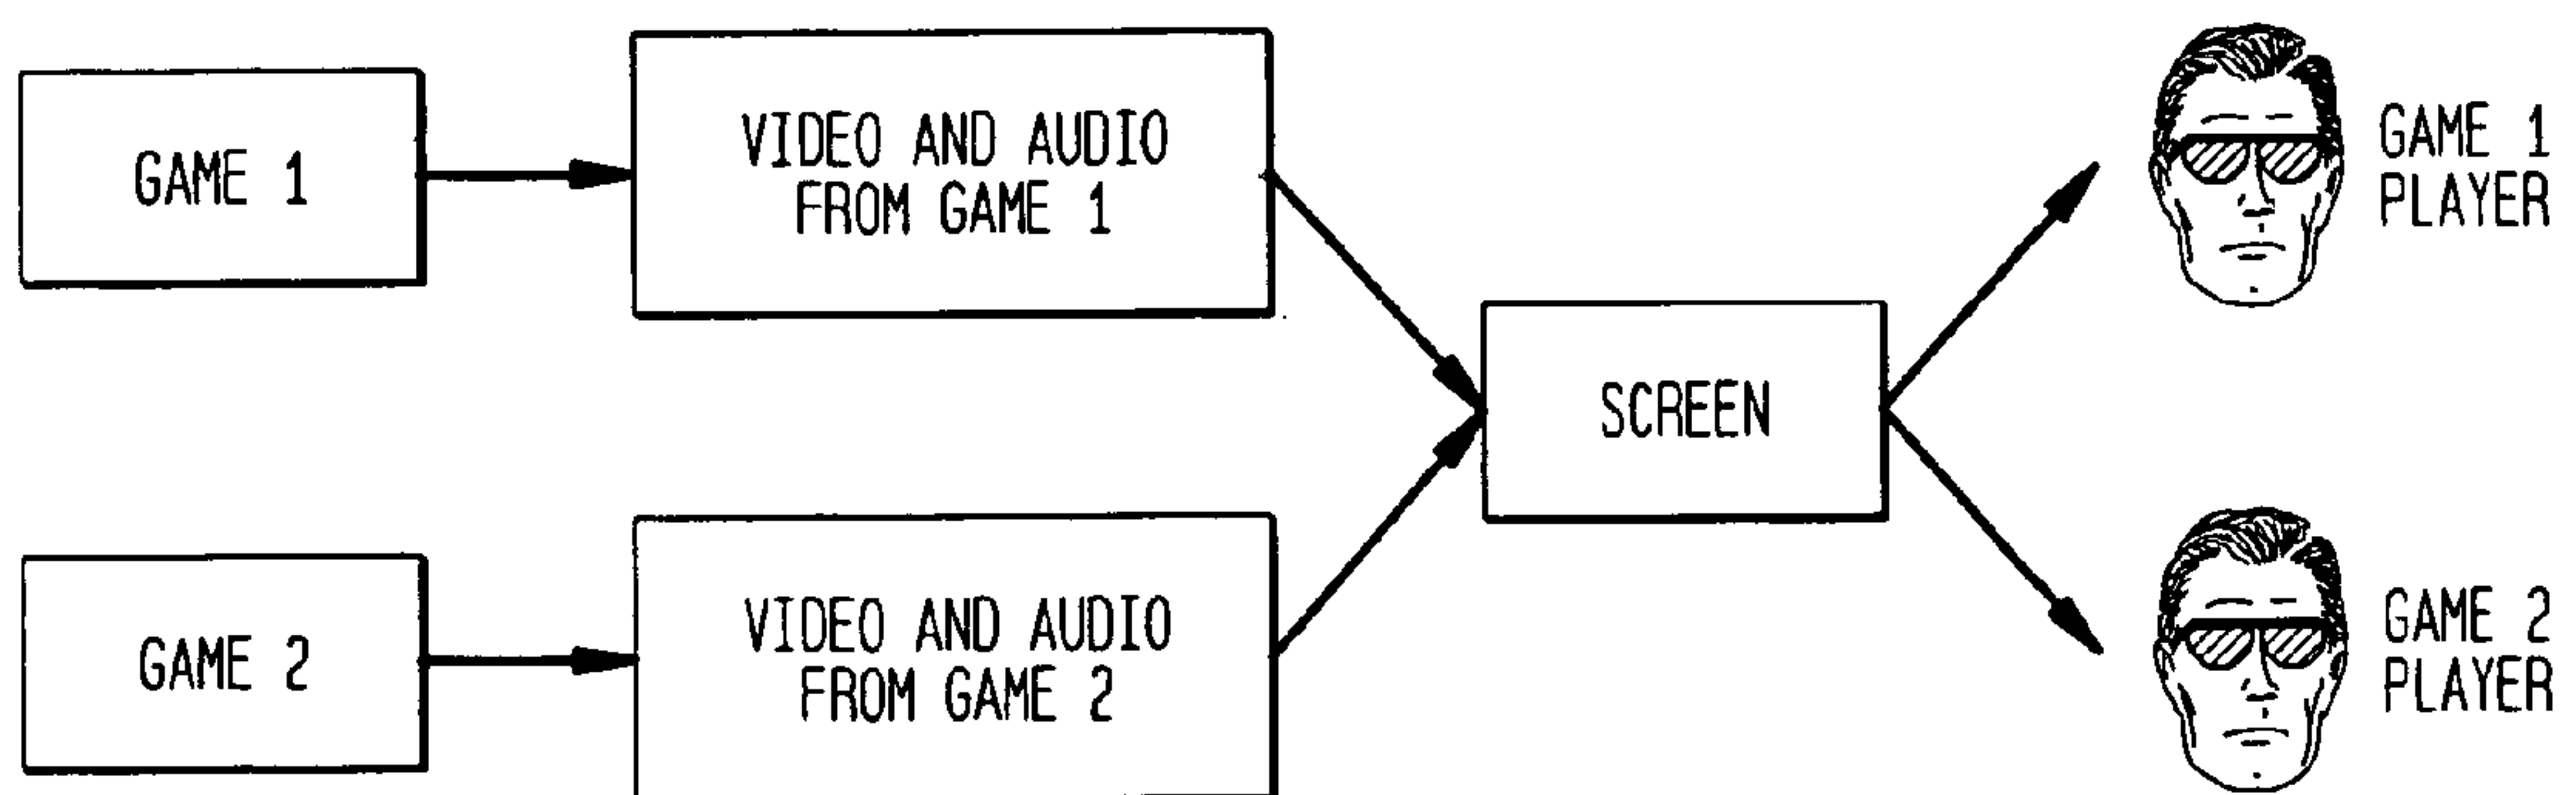 GAME 1
VIDEO AND AUDIO
FROM GAME 1
GAME 1
PLAYER
SCREEN
GAME 2
VIDEO AND AUDIO
FROM GAME 2
GAME 2
PLAYER